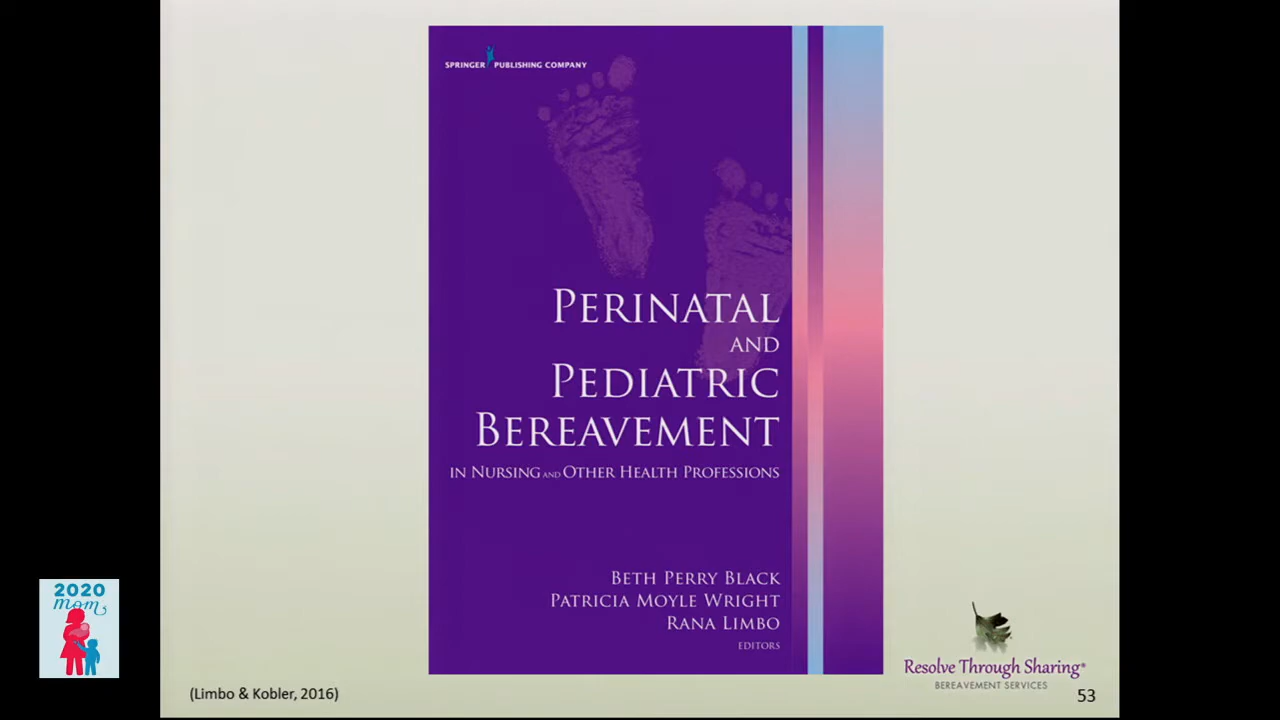 SPRINGER PUBLISHING COMPANY
PERINATAL
AND
PEDIATRIC
BEREAVEMENT
IN NURSING AND OTHER HEALTH PROFESSIONS
BETH PERRY BLACK
PATRICIA MOYLE WRIGHT
RANA LIMBO
EDITORS
2020
mom
Resolve Through Sharing®
BEREAVEMENT SERVICES
(Limbo & Kobler, 2016)
53